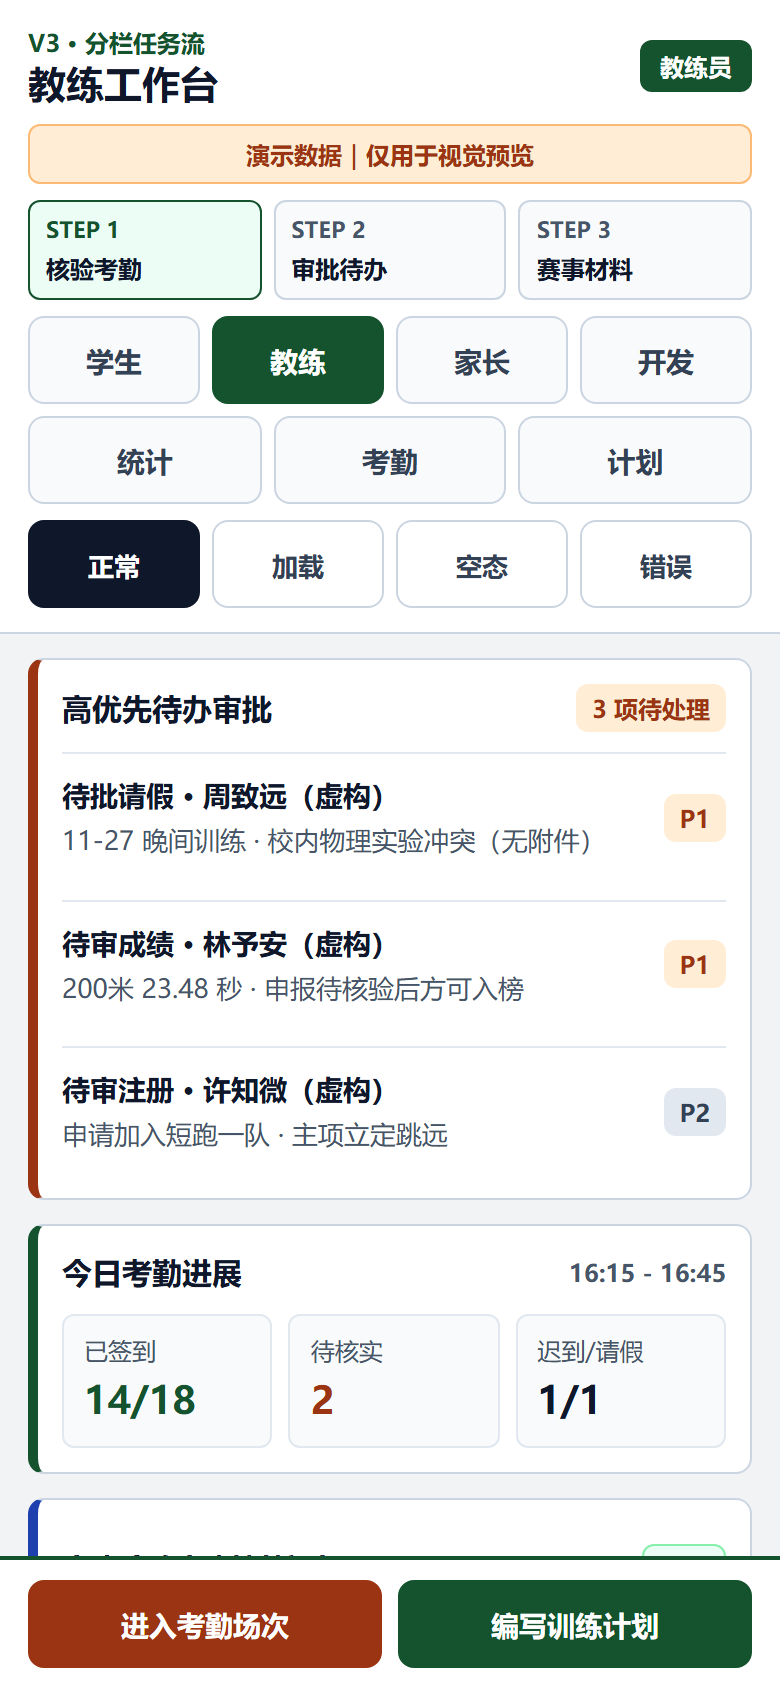 V3 • 分栏任务流
教练工作台
教练员
演示数据｜仅用于视觉预览
STEP 1
核验考勤
STEP 2
审批待办
STEP 3
赛事材料
学生
教练
家长
开发
统计
考勤
计划
正常
加载
空态
错误
高优先待办审批
3 项待处理
待批请假 • 周致远（虚构）
11-27 晚间训练 · 校内物理实验冲突（无附件）
P1
待审成绩 • 林予安（虚构）
200米 23.48 秒 · 申报待核验后方可入榜
P1
待审注册 • 许知微（虚构）
申请加入短跑一队 · 主项立定跳远
P2
今日考勤进展
16:15 - 16:45
已签到
14/18
待核实
2
迟到/请假
1/1
进入考勤场次
编写训练计划